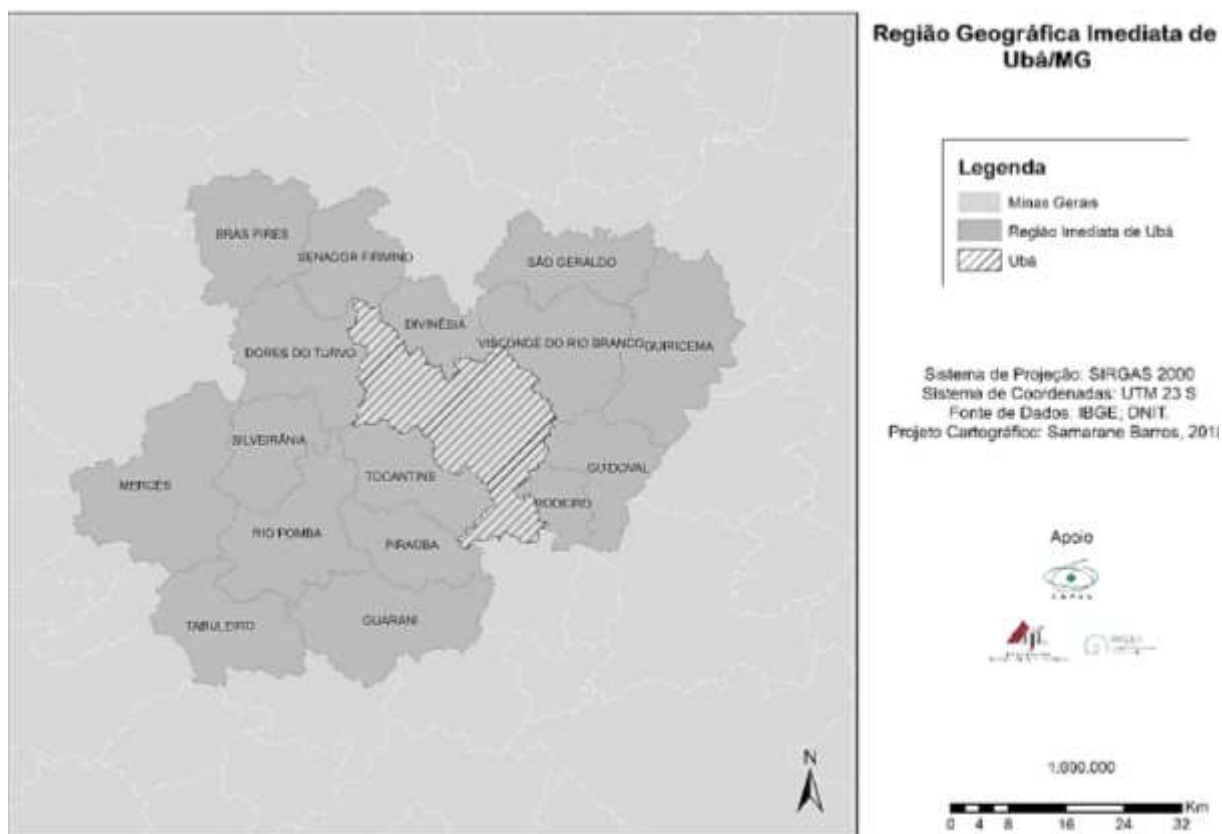 Região Geográfica Imediata de
Ubá/MG
Legenda
Minas Gerais
Região Imediata de Ubá
Ubá
BRAS PIRES
SENADOR FIRMINO
SÃO GERALDO
DIVINÉSIA
VISCONDE DO RIO BRANCO
GUIRICEMA
DORES DO TURVO
SILVEIRÂNIA
MERCÊS
TOCANTINS
GUIDOVAL
RODEIRO
RIO POMBA
PIRAÚBA
TABULEIRO
GUARANI
Sistema de Projeção: SIRGAS 2000
Sistema de Coordenadas: UTM 23 S
Fonte de Dados: IBGE; DNIT.
Projeto Cartográfico: Samarane Barros, 201
Apoio
CAPES
N
1:000.000
Km
0 4 8 16 24 32